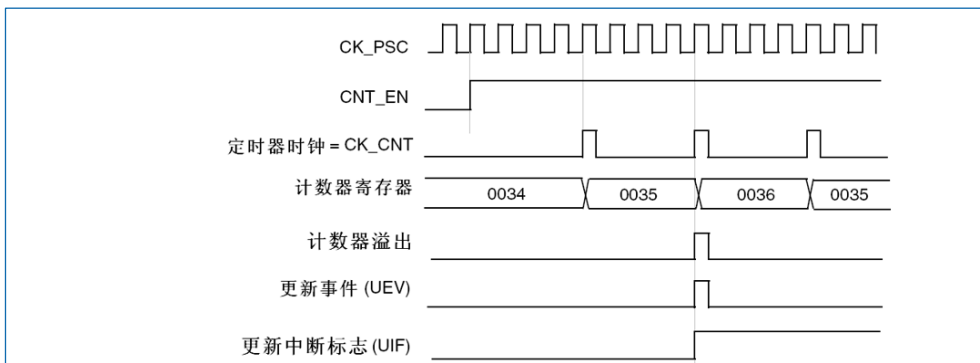 CK_PSC
CNT_EN
定时器时钟 = CK_CNT
计数器寄存器 0034 0035 0036 0035
计数器溢出
更新事件 (UEV)
更新中断标志 (UIF)